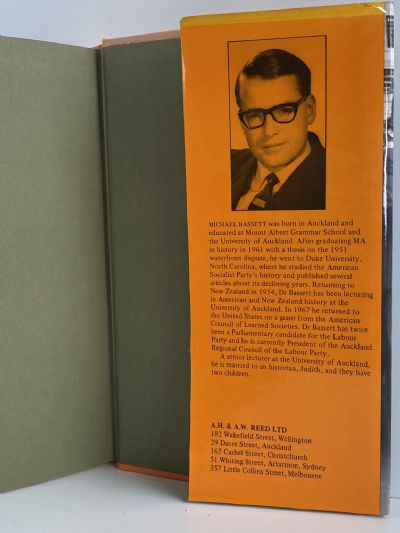 MICHAEL BASSETT was born in Auckland and
educated at Mount Albert Grammar School and
the University of Auckland. After graduating MA
in history in 1961 with a thesis on the 1951
waterfront dispute, he went to Duke University,
North Carolina, where he studied the American
Socialist Party's history and published several
articles about its declining years. Returning to
New Zealand in 1954, Dr Bassett has been lecturing
in American and New Zealand history at the
University of Auckland. In 1967 he returned to
the United States on a grant from the American
Council of Learned Societies. Dr Bassett has twice
been a Parliamentary candidate for the Labour
Party and he is currently President of the Auckland
Regional Council of the Labour Party.
A senior lecturer at the University of Auckland,
he is married to an historian, Judith, and they have
two children.
A.H. & A.W. REED LTD
182 Wakefield Street, Wellington
29 Dacre Street, Auckland
165 Cashel Street, Christchurch
51 Whiting Street, Artarmon, Sydney
357 Little Collins Street, Melbourne